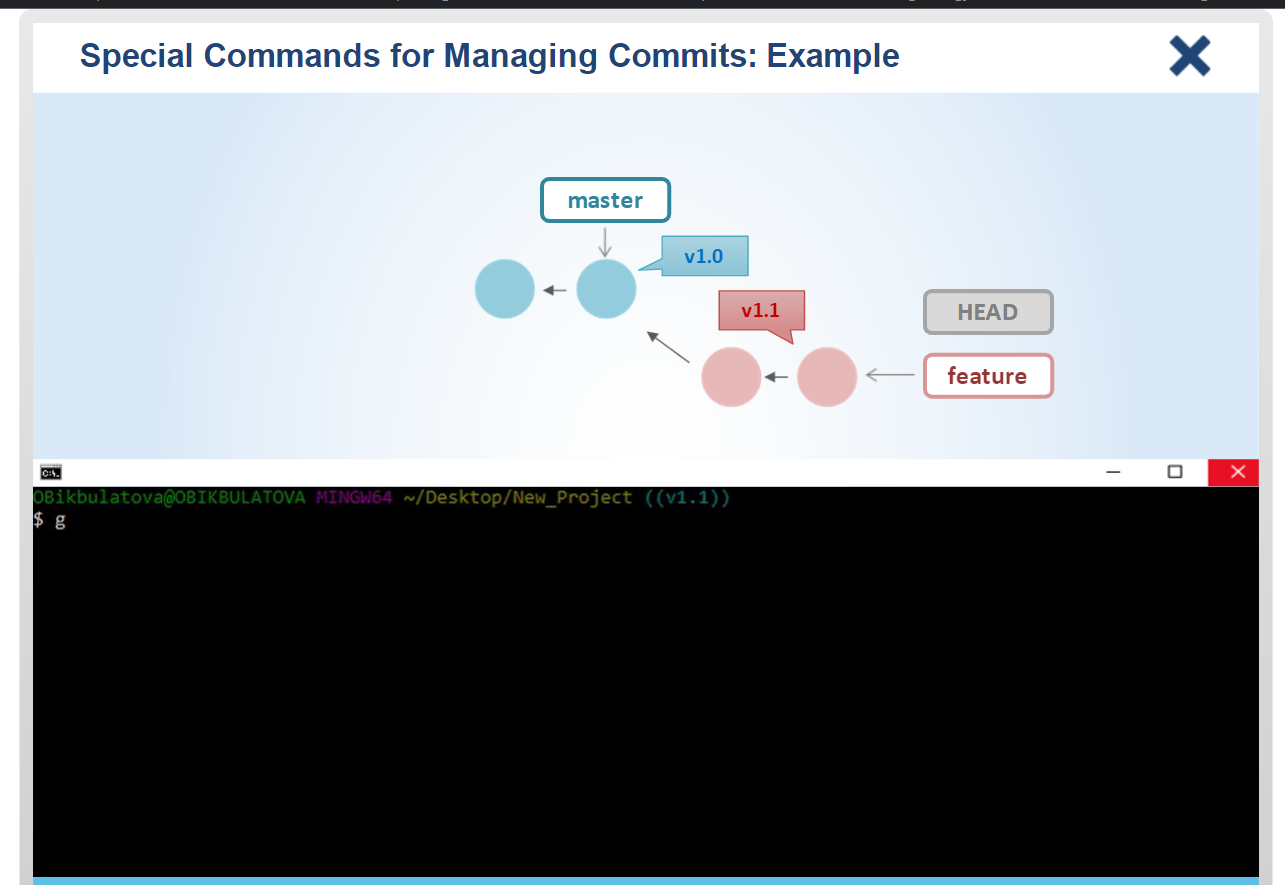 Special Commands for Managing Commits: Example
master
v1.0
v1.1
HEAD
feature
C:\.
OBikbulatova@OBIKBULATOVA MINGW64 ~/Desktop/New_Project ((v1.1))
$ g